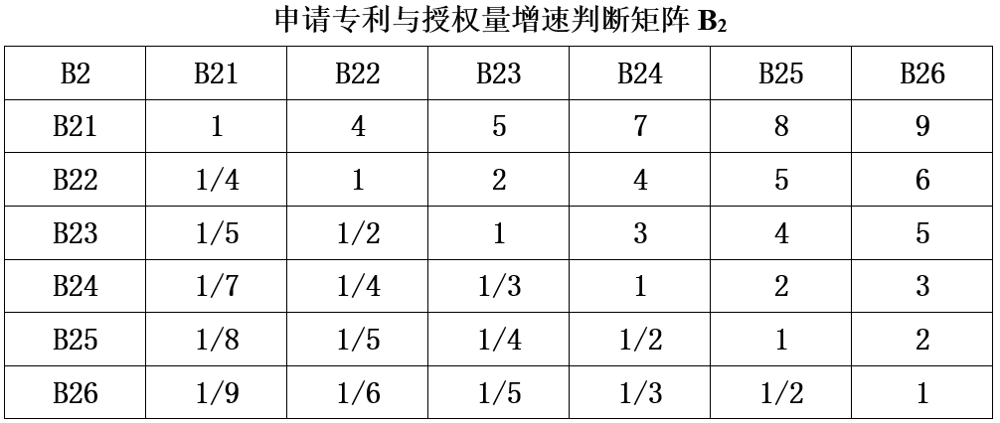 申请专利与授权量增速判断矩阵 B₂
B2 B21 B22 B23 B24 B25 B26
B21 1 4 5 7 8 9
B22 1/4 1 2 4 5 6
B23 1/5 1/2 1 3 4 5
B24 1/7 1/4 1/3 1 2 3
B25 1/8 1/5 1/4 1/2 1 2
B26 1/9 1/6 1/5 1/3 1/2 1